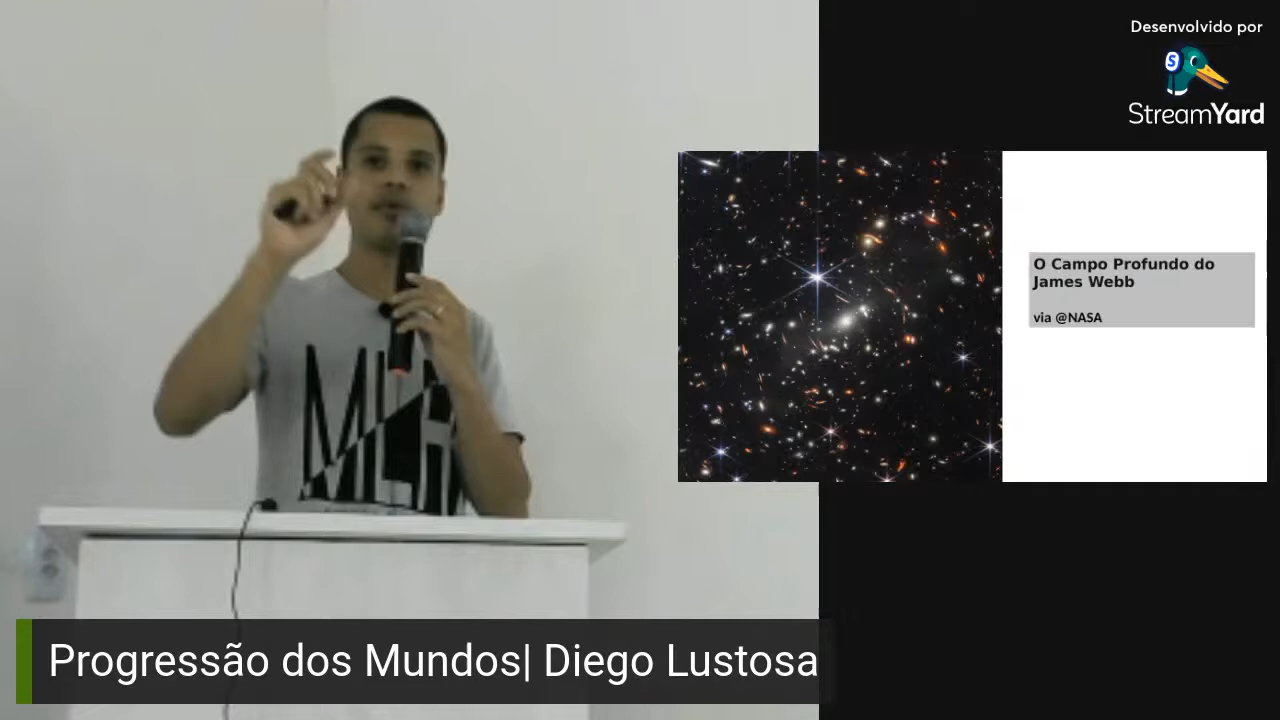 Desenvolvido por
S
StreamYard
O Campo Profundo do
James Webb
via @NASA
Progressão dos Mundos| Diego Lustosa